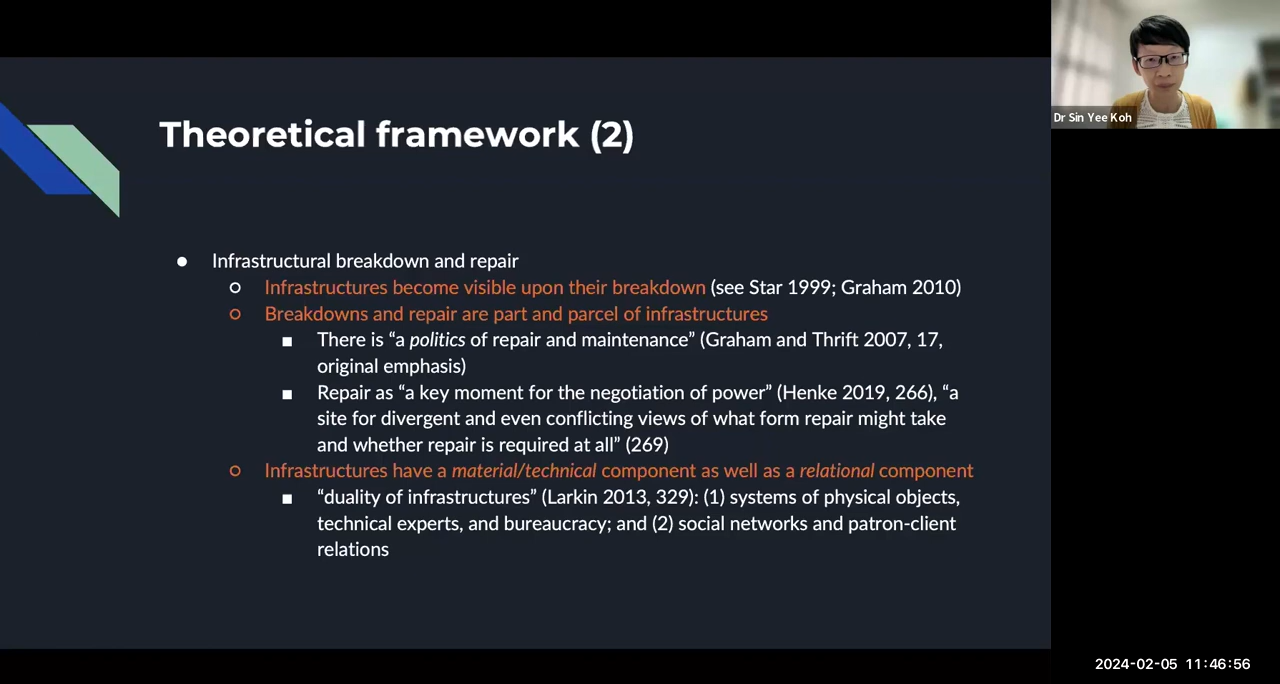 Theoretical framework (2)
● Infrastructural breakdown and repair
○ Infrastructures become visible upon their breakdown (see Star 1999; Graham 2010)
○ Breakdowns and repair are part and parcel of infrastructures
■ There is “a politics of repair and maintenance” (Graham and Thrift 2007, 17,
original emphasis)
■ Repair as “a key moment for the negotiation of power” (Henke 2019, 266), “a
site for divergent and even conflicting views of what form repair might take
and whether repair is required at all” (269)
○ Infrastructures have a material/technical component as well as a relational component
■ “duality of infrastructures” (Larkin 2013, 329): (1) systems of physical objects,
technical experts, and bureaucracy; and (2) social networks and patron-client
relations
Dr Sin Yee Koh
2024-02-05 11:46:56